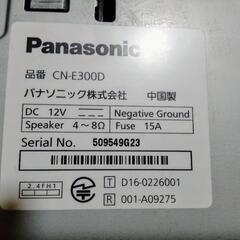 Panasonic
品番 CN-E300D
パナソニック株式会社 中国製
DC 12V ⎓ Negative Ground
Speaker 4～8Ω Fuse 15A
Serial No. 509549G23
2.4FH1
T D16-0226001
R 001-A09275